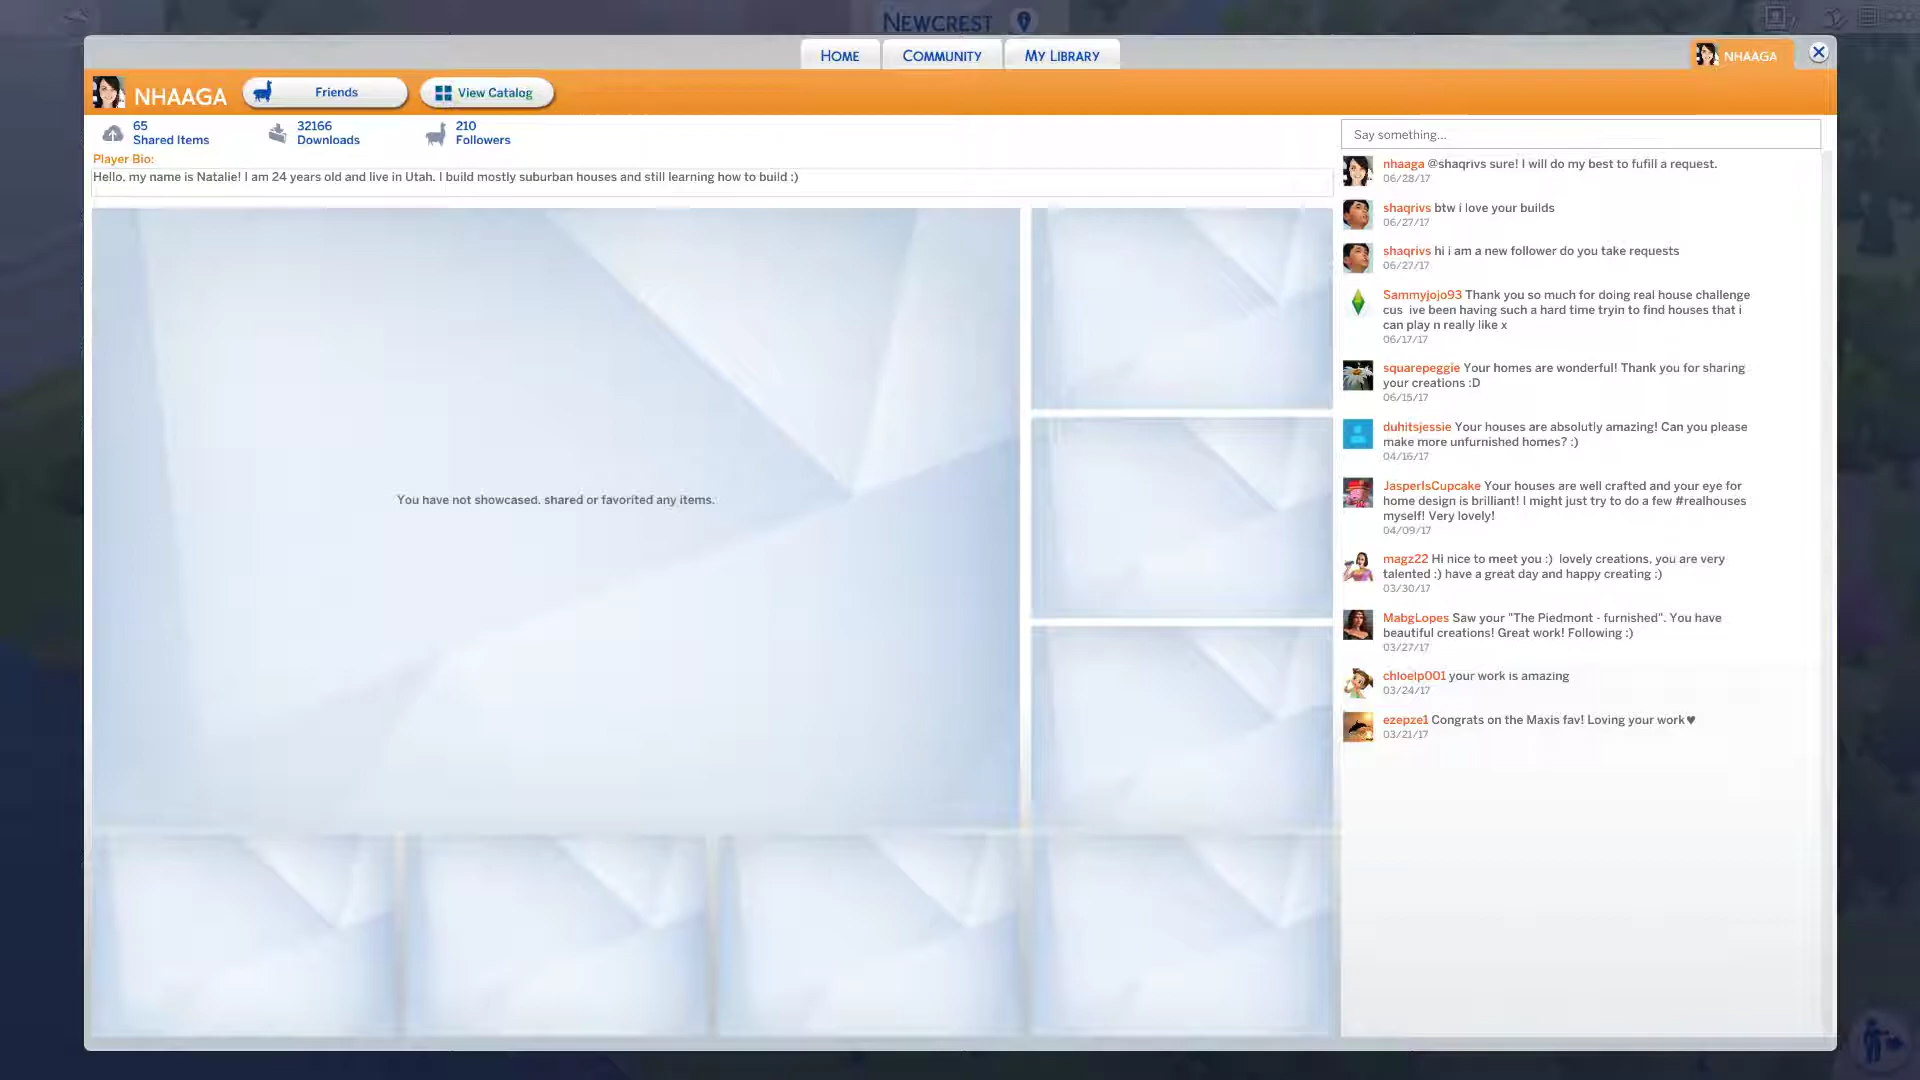 NEWCREST
HOME
COMMUNITY
MY LIBRARY
NHAAGA
NHAAGA
Friends
View Catalog
65
Shared Items
32166
Downloads
210
Followers
Player Bio:
Hello, my name is Natalie! I am 24 years old and live in Utah. I build mostly suburban houses and still learning how to build :)
You have not showcased, shared or favorited any items.
Say something...
nhaaga @shaqrivs sure! I will do my best to fufill a request.
06/28/17
shaqrivs btw i love your builds
06/27/17
shaqrivs hi i am a new follower do you take requests
06/27/17
Sammyjojo93 Thank you so much for doing real house challenge
cus ive been having such a hard time tryin to find houses that i
can play n really like x
06/17/17
squarepeggie Your homes are wonderful! Thank you for sharing
your creations :D
06/15/17
duhitsjessie Your houses are absolutly amazing! Can you please
make more unfurnished homes? :)
04/16/17
JasperIsCupcake Your houses are well crafted and your eye for
home design is brilliant! I might just try to do a few #realhouses
myself! Very lovely!
04/09/17
magz22 Hi nice to meet you :) lovely creations, you are very
talented :) have a great day and happy creating :)
03/30/17
MabgLopes Saw your "The Piedmont - furnished". You have
beautiful creations! Great work! Following :)
03/27/17
chloelp001 your work is amazing
03/24/17
ezepze1 Congrats on the Maxis fav! Loving your work♥
03/21/17